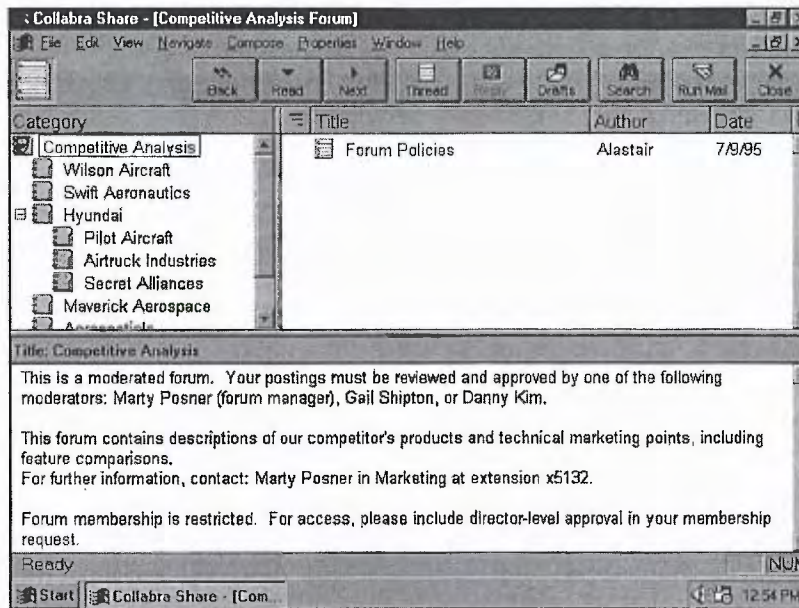 Collabra Share - [Competitive Analysis Forum]
File Edit View Navigate Compose Properties Window Help
Back Read Next Thread Reply Drafts Search Run Mail Close
Category Title Author Date
Competitive Analysis
Forum Policies Alastair 7/9/95
Wilson Aircraft
Swift Aeronautics
Hyundai
Pilot Aircraft
Airtruck Industries
Secret Alliances
Maverick Aerospace
Title: Competitive Analysis
This is a moderated forum. Your postings must be reviewed and approved by one of the following
moderators: Marty Posner (forum manager), Gail Shipton, or Danny Kim.
This forum contains descriptions of our competitor's products and technical marketing points, including
feature comparisons.
For further information, contact: Marty Posner in Marketing at extension x5132.
Forum membership is restricted. For access, please include director-level approval in your membership
request.
Ready NUM
Start Collabra Share - [Com... 12:54 PM